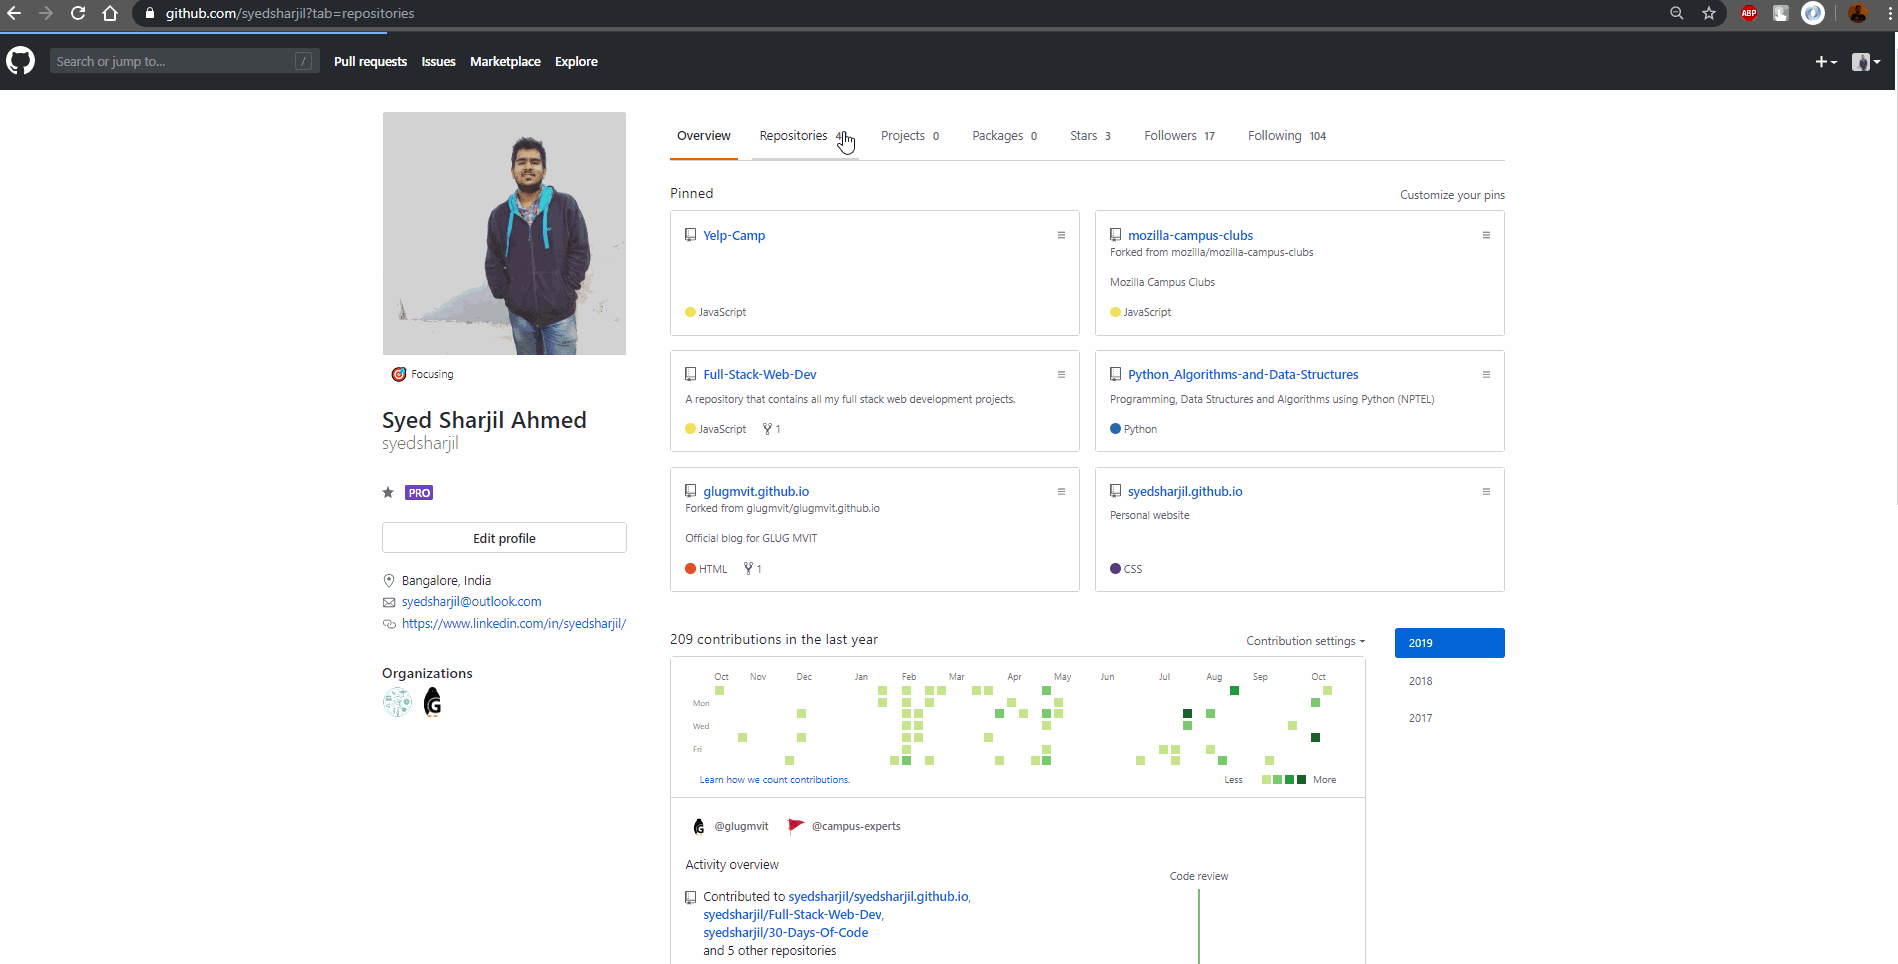 github.com/syedsharjil?tab=repositories
ABP
Search or jump to... /
Pull requests Issues Marketplace Explore
Overview Repositories 4 Projects 0 Packages 0 Stars 3 Followers 17 Following 104
Pinned
Customize your pins
Yelp-Camp
JavaScript
mozilla-campus-clubs
Forked from mozilla/mozilla-campus-clubs
Mozilla Campus Clubs
JavaScript
Full-Stack-Web-Dev
A repository that contains all my full stack web development projects.
JavaScript 1
Python_Algorithms-and-Data-Structures
Programming, Data Structures and Algorithms using Python (NPTEL)
Python
glugmvit.github.io
Forked from glugmvit/glugmvit.github.io
Official blog for GLUG MVIT
HTML 1
syedsharjil.github.io
Personal website
CSS
Focusing
Syed Sharjil Ahmed
syedsharjil
PRO
Edit profile
Bangalore, India
syedsharjil@outlook.com
https://www.linkedin.com/in/syedsharjil/
Organizations
G
209 contributions in the last year
Contribution settings
2019
2018
2017
Oct Nov Dec Jan Feb Mar Apr May Jun Jul Aug Sep Oct
Mon
Wed
Fri
Learn how we count contributions.
Less More
@glugmvit @campus-experts
Activity overview
Contributed to syedsharjil/syedsharjil.github.io,
syedsharjil/Full-Stack-Web-Dev,
syedsharjil/30-Days-Of-Code
and 5 other repositories
Code review